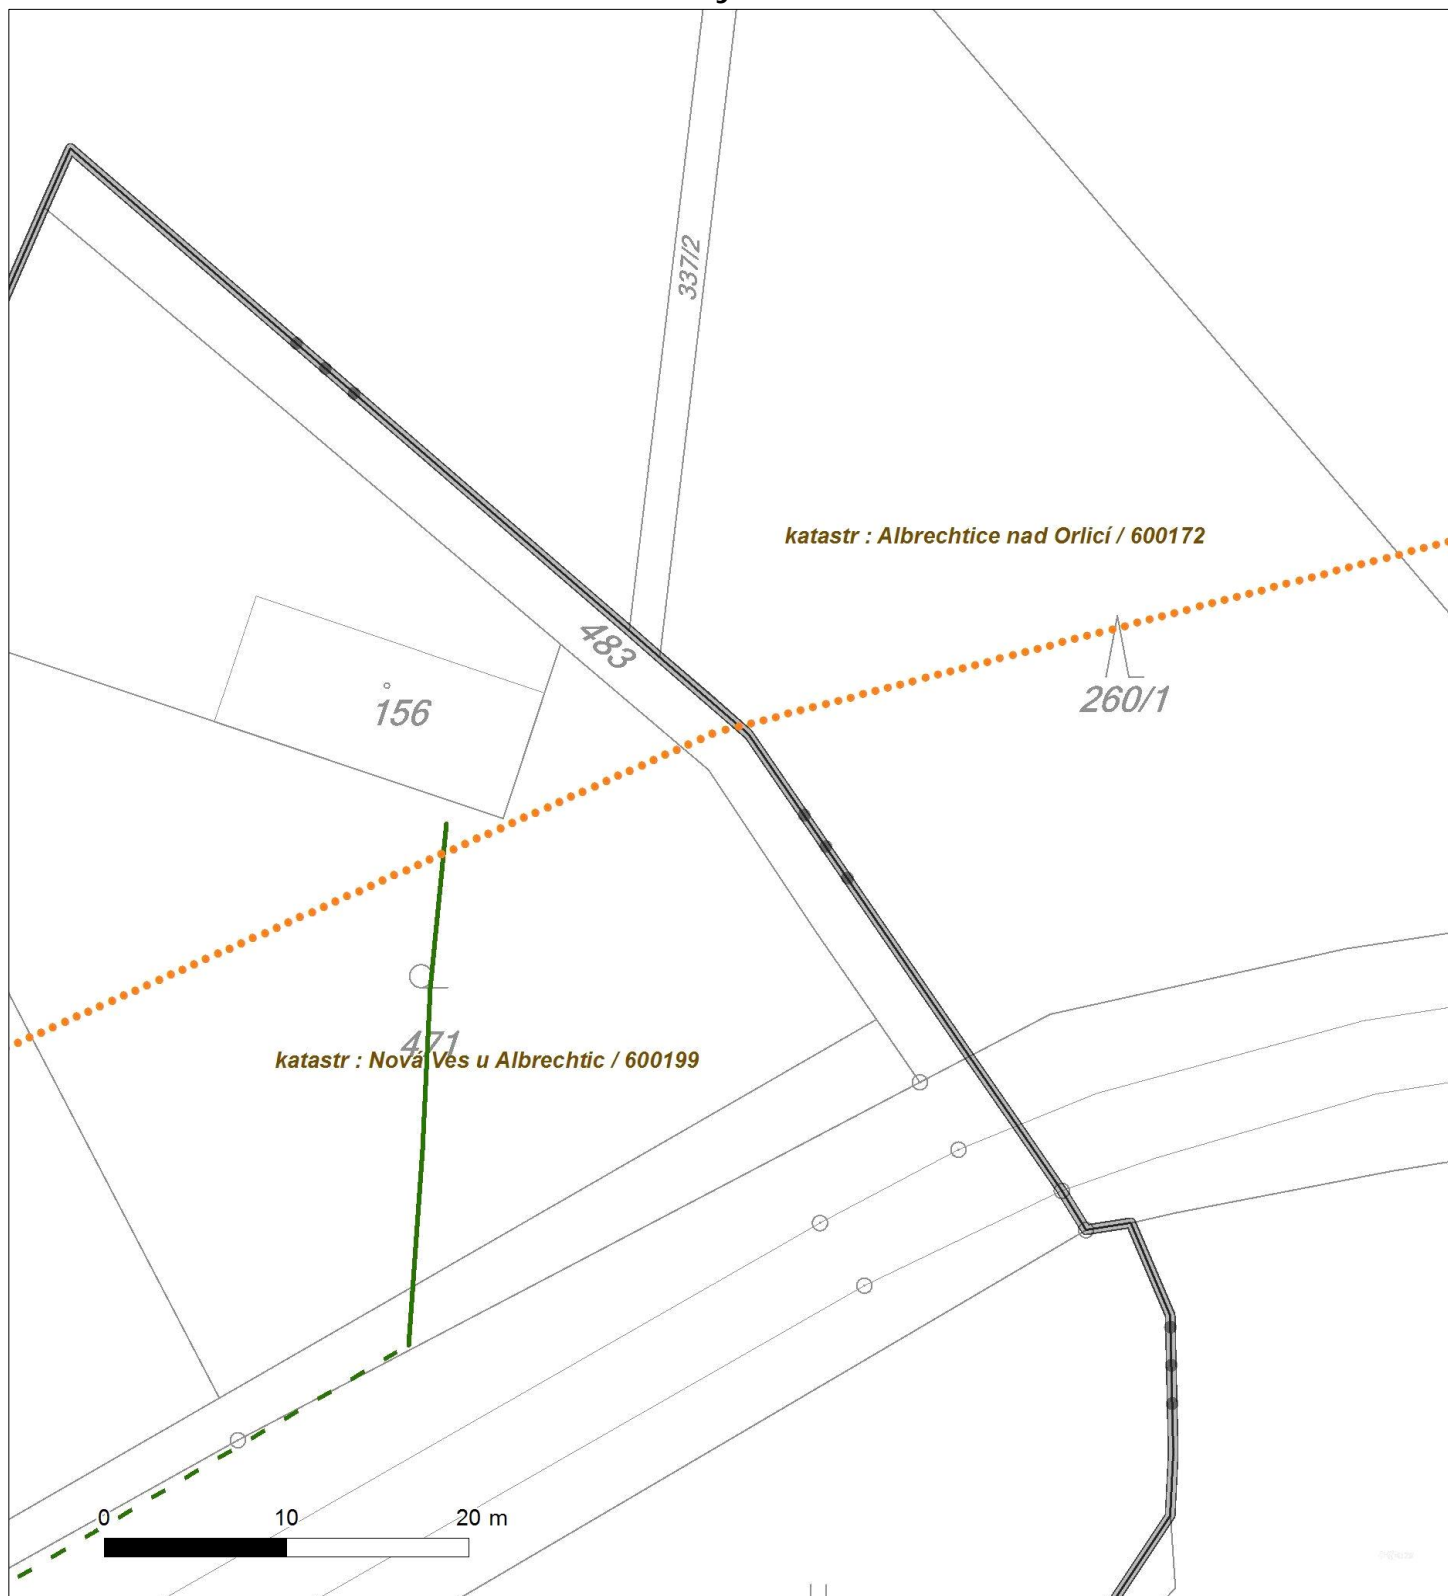 337/2
katastr : Albrechtice nad Orlicí / 600172
483
260/1
156
471
katastr : Nová Ves u Albrechtic / 600199
0 10 20 m